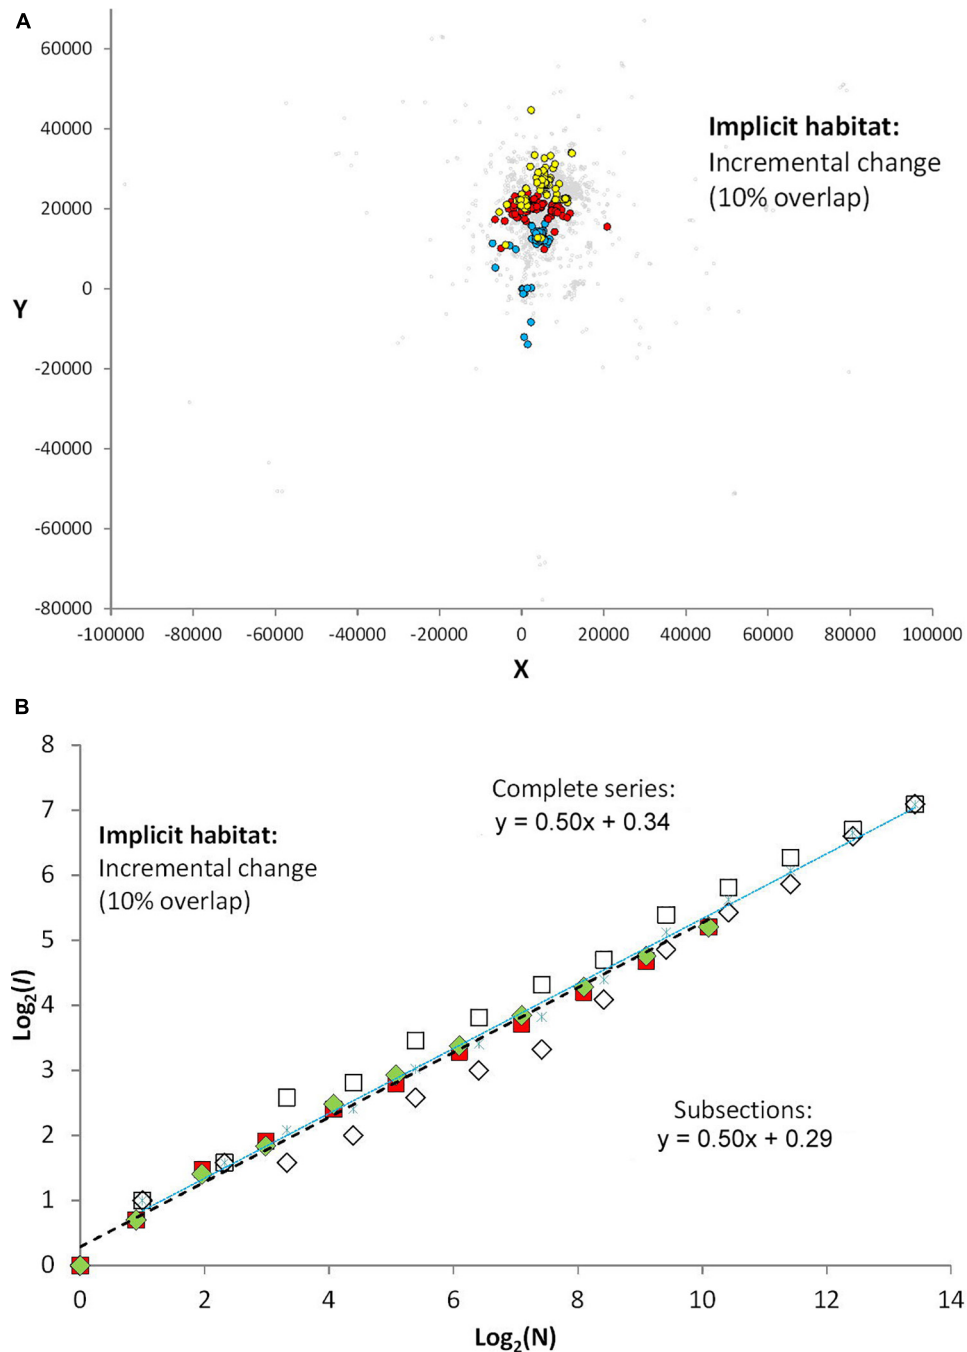 A
60000
40000
20000
0
-20000
-40000
-60000
-80000
Y
Implicit habitat:
Incremental change
(10% overlap)
-100000 -80000 -60000 -40000 -20000 0 20000 40000 60000 80000 100000
X
B
8
7
6
5
4
3
2
1
0
Log2(I)
Implicit habitat:
Incremental change
(10% overlap)
Complete series:
y = 0.50x + 0.34
Subsections:
y = 0.50x + 0.29
0 2 4 6 8 10 12 14
Log2(N)